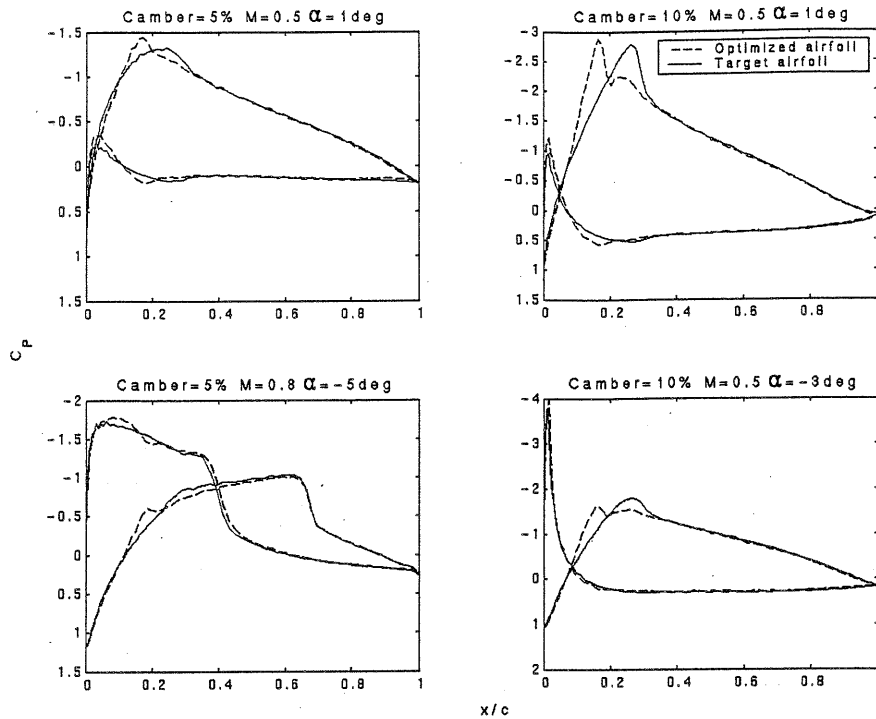 Camber=5% M=0.5 α=1deg
-1.5
-1
-0.5
0
0.5
1
1.5
0 0.2 0.4 0.6 0.8 1
Camber=10% M=0.5 α=1deg
-3
-2.5
-2
-1.5
-1
-0.5
0
0.5
1
1.5
0 0.2 0.4 0.6 0.8
Optimized airfoil
Target airfoil
Cp
Camber=5% M=0.8 α=-5deg
-2
-1.5
-1
-0.5
0
0.5
1
1.5
0 0.2 0.4 0.6 0.8 1
Camber=10% M=0.5 α=-3deg
-4
-3
-2
-1
0
1
2
0 0.2 0.4 0.6 0.8
x/c